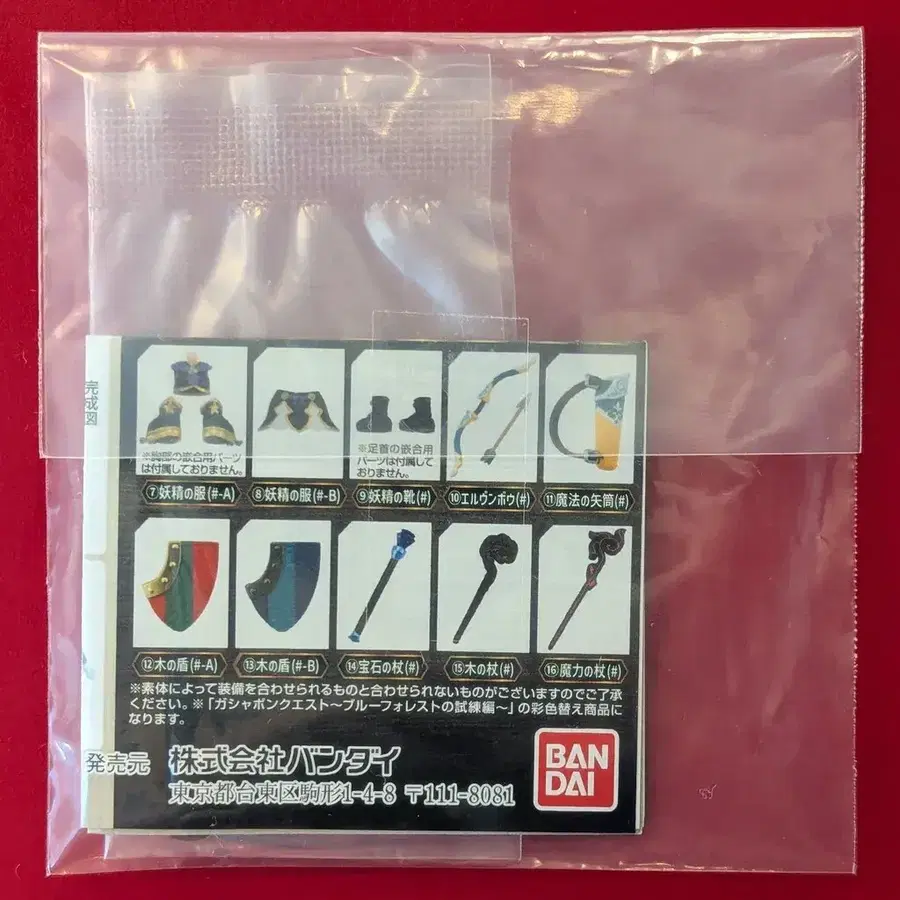 完成図
※胸部の嵌合用パーツ
は付属しておりません。
※足首の嵌合用
パーツは付属して
おりません。
⑦妖精の服(#-A)
⑧妖精の服(#-B)
⑨妖精の靴(#)
⑩エルヴンボウ(#)
⑪魔法の矢筒(#)
⑫木の盾(#-A)
⑬木の盾(#-B)
⑭宝石の杖(#)
⑮木の杖(#)
⑯魔力の杖(#)
※素体によって装備を合わせられるものと合わせられないものがございますのでご了承
ください。※「ガシャポンクエスト~ブルーフォレストの試練編~」の彩色替え商品に
なります。
発売元 株式会社バンダイ
東京都台東区駒形1-4-8 〒111-8081
BAN
DAI